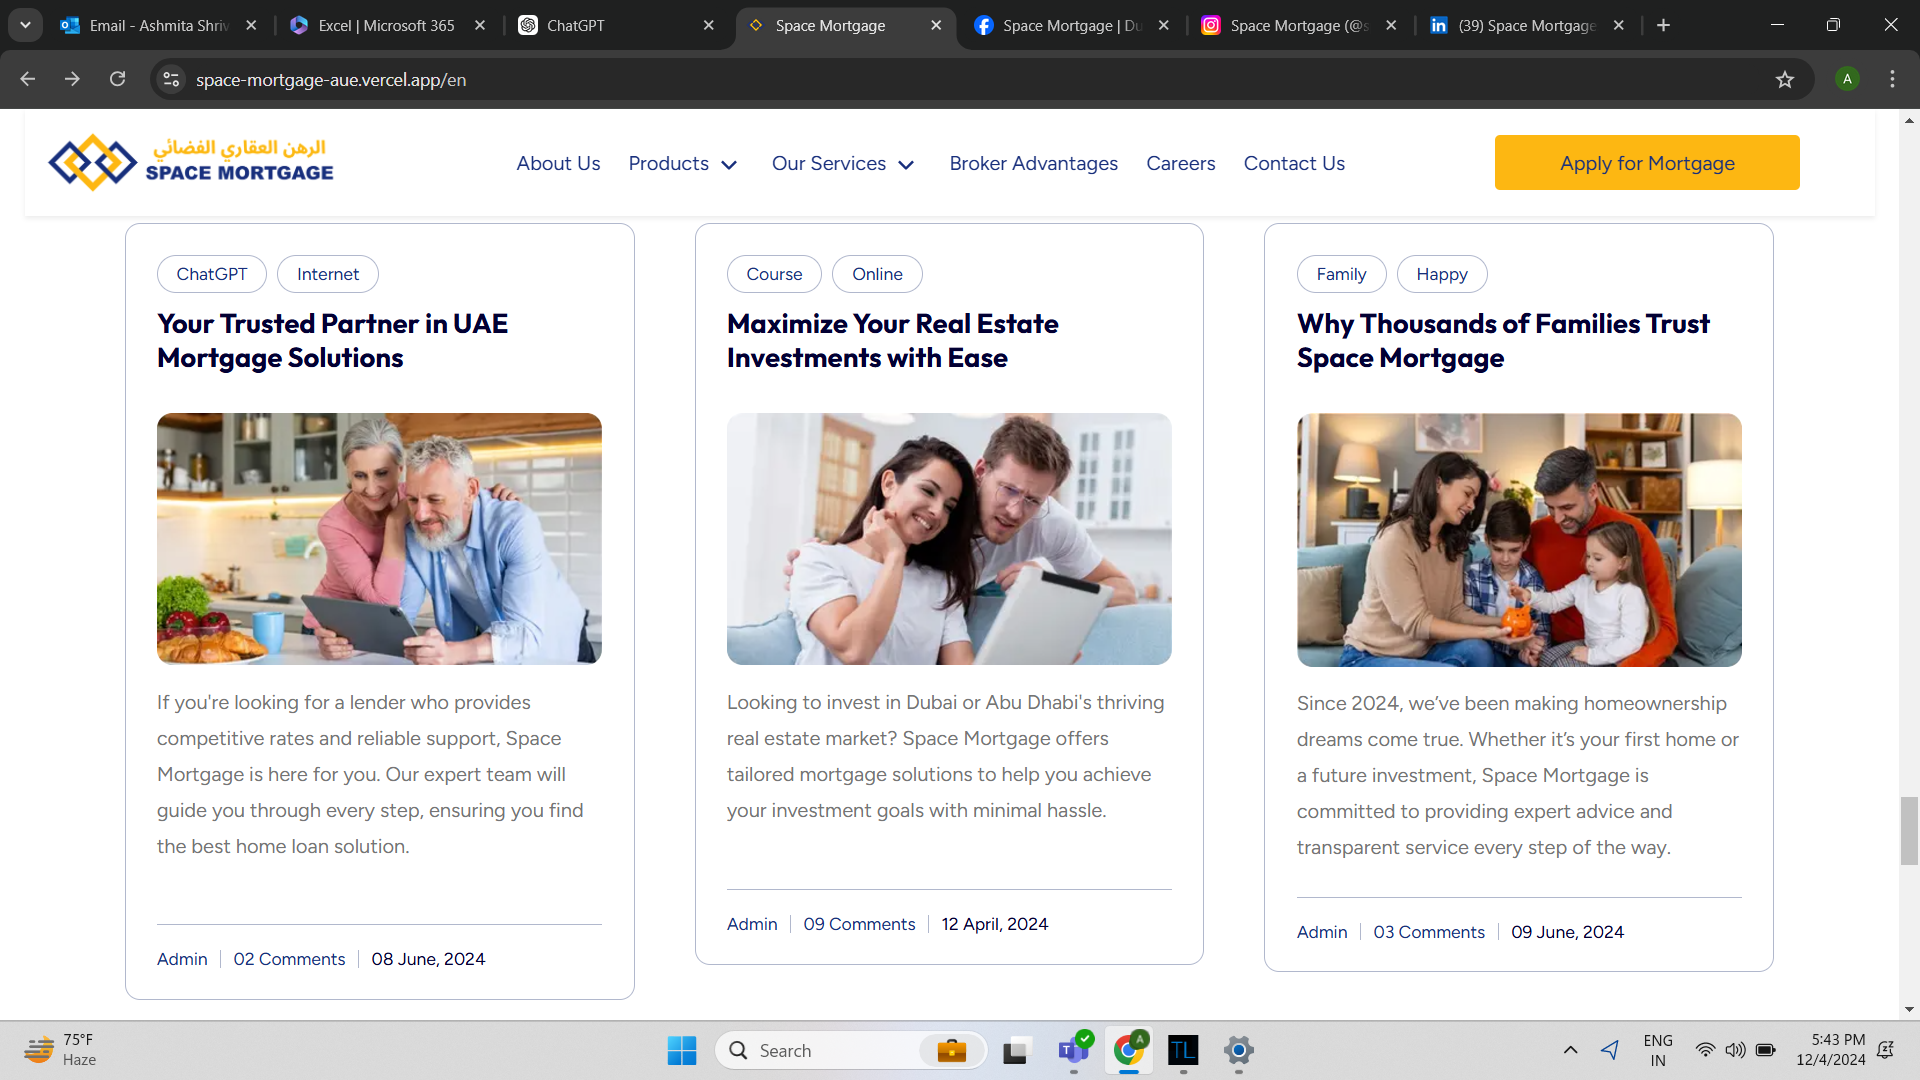 Email - Ashmita Shriv
Excel | Microsoft 365
ChatGPT
Space Mortgage
Space Mortgage | Du
Space Mortgage (@s
(39) Space Mortgage
space-mortgage-aue.vercel.app/en
A
الرهن العقاري الفضائي
SPACE MORTGAGE
About Us
Products
Our Services
Broker Advantages
Careers
Contact Us
Apply for Mortgage
ChatGPT
Internet
Your Trusted Partner in UAE
Mortgage Solutions
If you're looking for a lender who provides
competitive rates and reliable support, Space
Mortgage is here for you. Our expert team will
guide you through every step, ensuring you find
the best home loan solution.
Admin
02 Comments
08 June, 2024
Course
Online
Maximize Your Real Estate
Investments with Ease
Looking to invest in Dubai or Abu Dhabi's thriving
real estate market? Space Mortgage offers
tailored mortgage solutions to help you achieve
your investment goals with minimal hassle.
Admin
09 Comments
12 April, 2024
Family
Happy
Why Thousands of Families Trust
Space Mortgage
Since 2024, we’ve been making homeownership
dreams come true. Whether it’s your first home or
a future investment, Space Mortgage is
committed to providing expert advice and
transparent service every step of the way.
Admin
03 Comments
09 June, 2024
75°F
Haze
Search
TL
ENG
IN
5:43 PM
12/4/2024